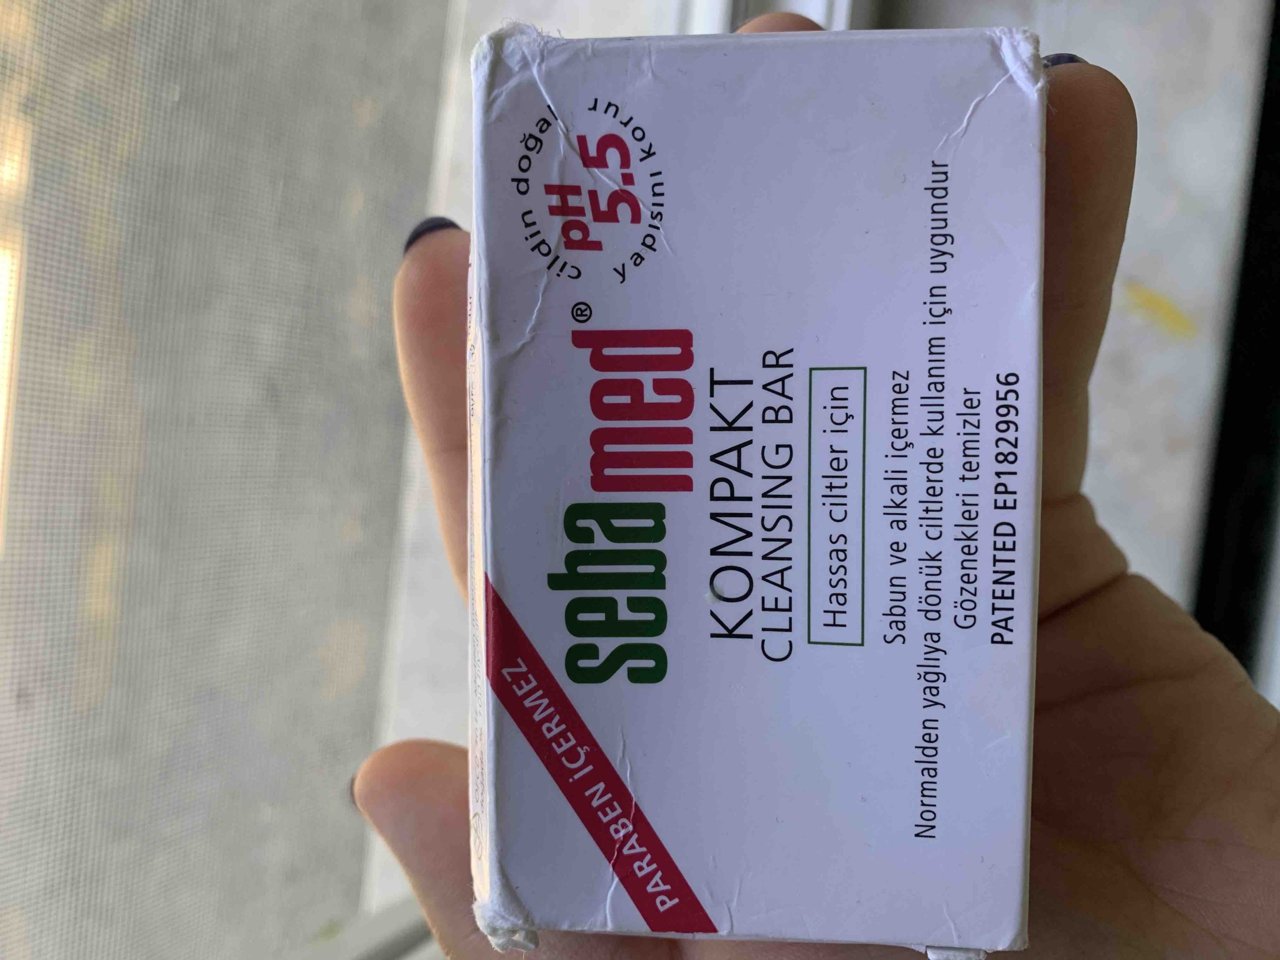 PARABEN İÇERMEZ
sebamed®
cildin doğal yapısını korur
pH
5.5
KOMPAKT
CLEANSING BAR
Hassas ciltler için
Sabun ve alkali içermez
Normalden yağlıya dönük ciltlerde kullanım için uygundur
Gözenekleri temizler
PATENTED EP1829956